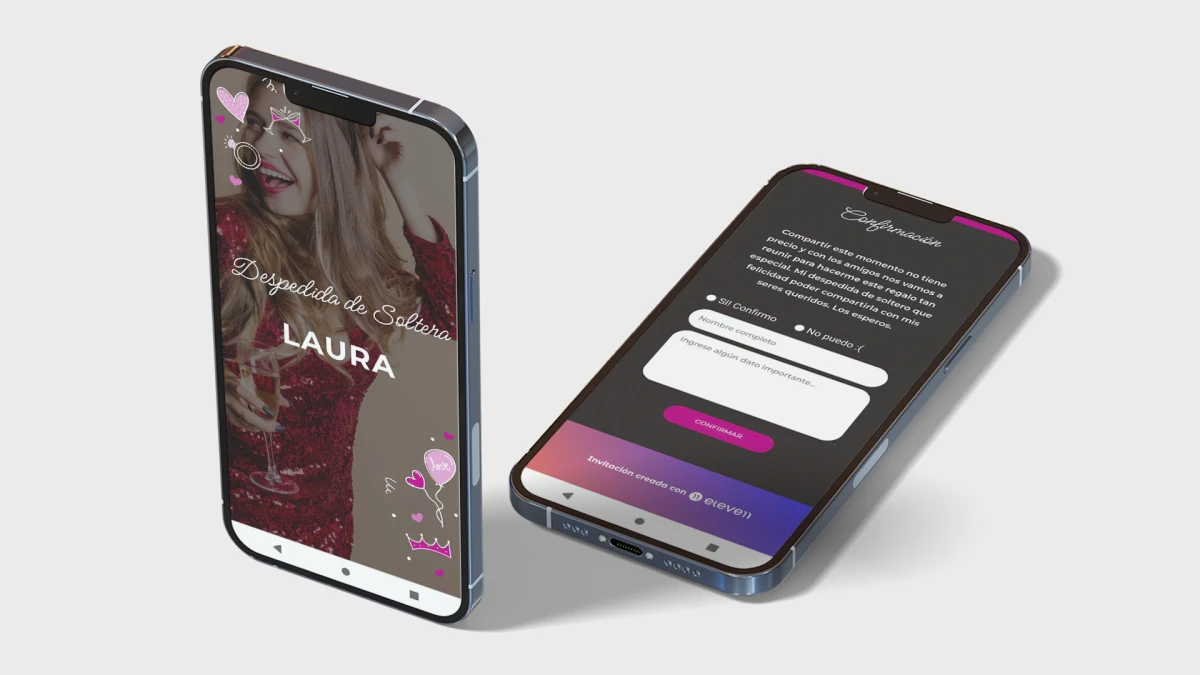 Despedida de Soltera
LAURA
love
Confirmación
Compartir este momento no tiene
precio y con los amigos nos vamos a
reunir para hacerme este regalo tan
especial. Mi despedida de soltero que
felicidad poder compartirla con mis
seres queridos. Los esperos.
SI! Confirmo
No puedo :(
Nombre completo
Ingrese algún dato importante...
CONFIRMAR
Invitación creada con eleven